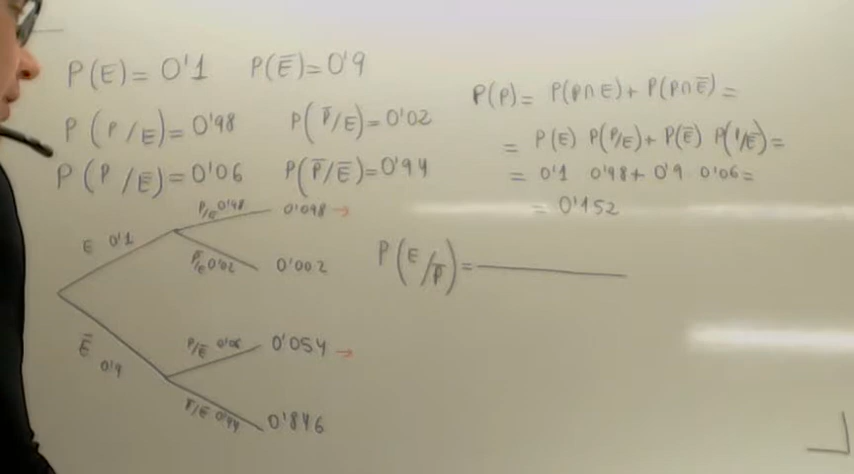 P(E)= 0'1 P(E̅)=0'9
P(P/E)=0'98 P(P̅/E)=0'02
P(P/E̅)=0'06 P(P̅/E̅)=0'94
P(P)= P(P∩E)+ P(P∩E̅)=
= P(E) P(P/E)+ P(E̅) P(P/E̅)=
= 0'1 0'98+ 0'9 0'06=
= 0'152
E 0'1
P/E 0'98 0'098 →
P̅/E 0'02 0'002
E̅ 0'9
P/E̅ 0'06 0'054 →
P̅/E̅ 0'94 0'846
P(E/P̅)=